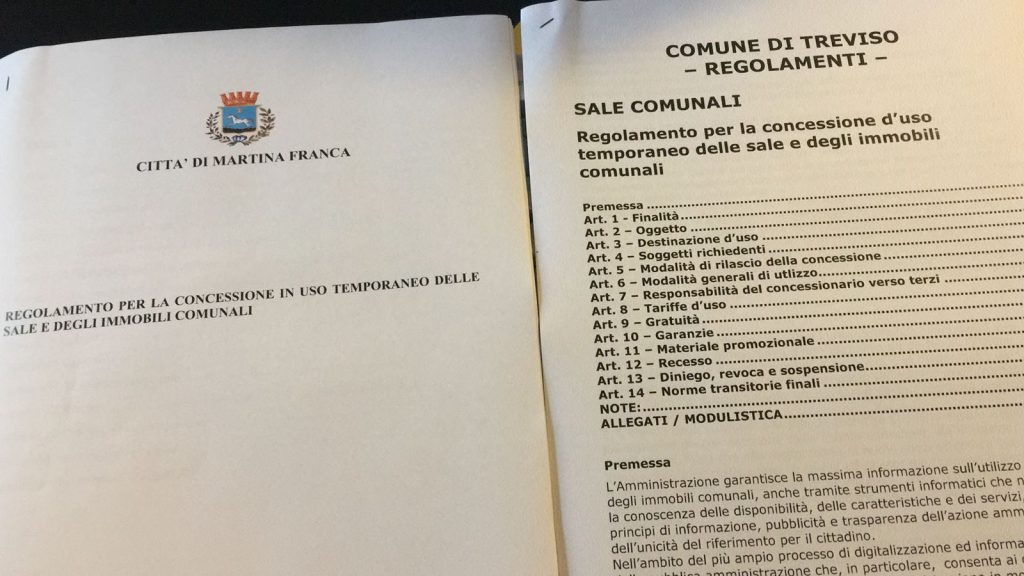 CITTA' DI MARTINA FRANCA
REGOLAMENTO PER LA CONCESSIONE IN USO TEMPORANEO DELLE
SALE E DEGLI IMMOBILI COMUNALI
COMUNE DI TREVISO
– REGOLAMENTI –
SALE COMUNALI
Regolamento per la concessione d'uso
temporaneo delle sale e degli immobili
comunali
Premessa
Art. 1 - Finalità
Art. 2 – Oggetto
Art. 3 – Destinazione d'uso
Art. 4 – Soggetti richiedenti
Art. 5 – Modalità di rilascio della concessione
Art. 6 – Modalità generali di utlizzo
Art. 7 – Responsabilità del concessionario verso terzi
Art. 8 – Tariffe d'uso
Art. 9 – Gratuità
Art. 10 – Garanzie
Art. 11 – Materiale promozionale
Art. 12 – Recesso
Art. 13 – Diniego, revoca e sospensione
Art. 14 – Norme transitorie finali
NOTE:
ALLEGATI / MODULISTICA
Premessa
L'Amministrazione garantisce la massima informazione sull'utilizzo
degli immobili comunali, anche tramite strumenti informatici che
la conoscenza delle disponibilità, delle caratteristiche e dei servizi,
principi di informazione, pubblicità e trasparenza dell'azione
dell'unicità del riferimento per il cittadino.
Nell'ambito del più ampio processo di digitalizzazione ed
pubblica amministrazione che, in particolare, consenta ai